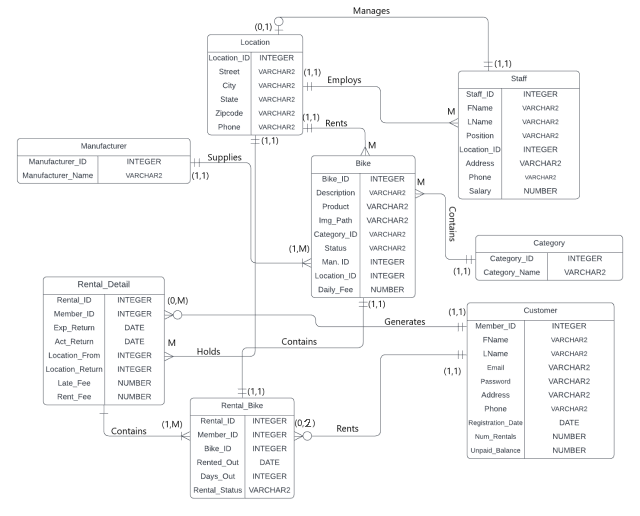 Manages
(0,1)
Location
Location_ID INTEGER
Street VARCHAR2
City VARCHAR2
State VARCHAR2
Zipcode VARCHAR2
Phone VARCHAR2
(1,1)
Employs
(1,1)
Rents
(1,1)
(1,1)
Staff
Staff_ID INTEGER
FName VARCHAR2
LName VARCHAR2
Position VARCHAR2
Location_ID INTEGER
Address VARCHAR2
Phone VARCHAR2
Salary NUMBER
M
Manufacturer
Manufacturer_ID INTEGER
Manufacturer_Name VARCHAR2
Supplies
(1,1)
M
Bike
Bike_ID INTEGER
Description VARCHAR2
Product VARCHAR2
Img_Path VARCHAR2
Category_ID INTEGER
Status VARCHAR2
Man. ID INTEGER
Location_ID INTEGER
Daily_Fee NUMBER
M
Contains
(1,M)
(1,1)
Category
Category_ID INTEGER
Category_Name VARCHAR2
(1,1)
Rental_Detail
Rental_ID INTEGER
Member_ID INTEGER
Exp_Return DATE
Act_Return DATE
Location_From INTEGER
Location_Return INTEGER
Late_Fee NUMBER
Rent_Fee NUMBER
(0,M)
Generates
(1,1)
M
Holds
Contains
(1,1)
Customer
Member_ID INTEGER
FName VARCHAR2
LName VARCHAR2
Email VARCHAR2
Password VARCHAR2
Address VARCHAR2
Phone VARCHAR2
Registration_Date DATE
Num_Rentals NUMBER
Unpaid_Balance NUMBER
(1,1)
Rental_Bike
Rental_ID INTEGER
Member_ID INTEGER
Bike_ID INTEGER
Rented_Out DATE
Days_Out INTEGER
Rental_Status VARCHAR2
Contains
(1,M)
(0,2)
Rents